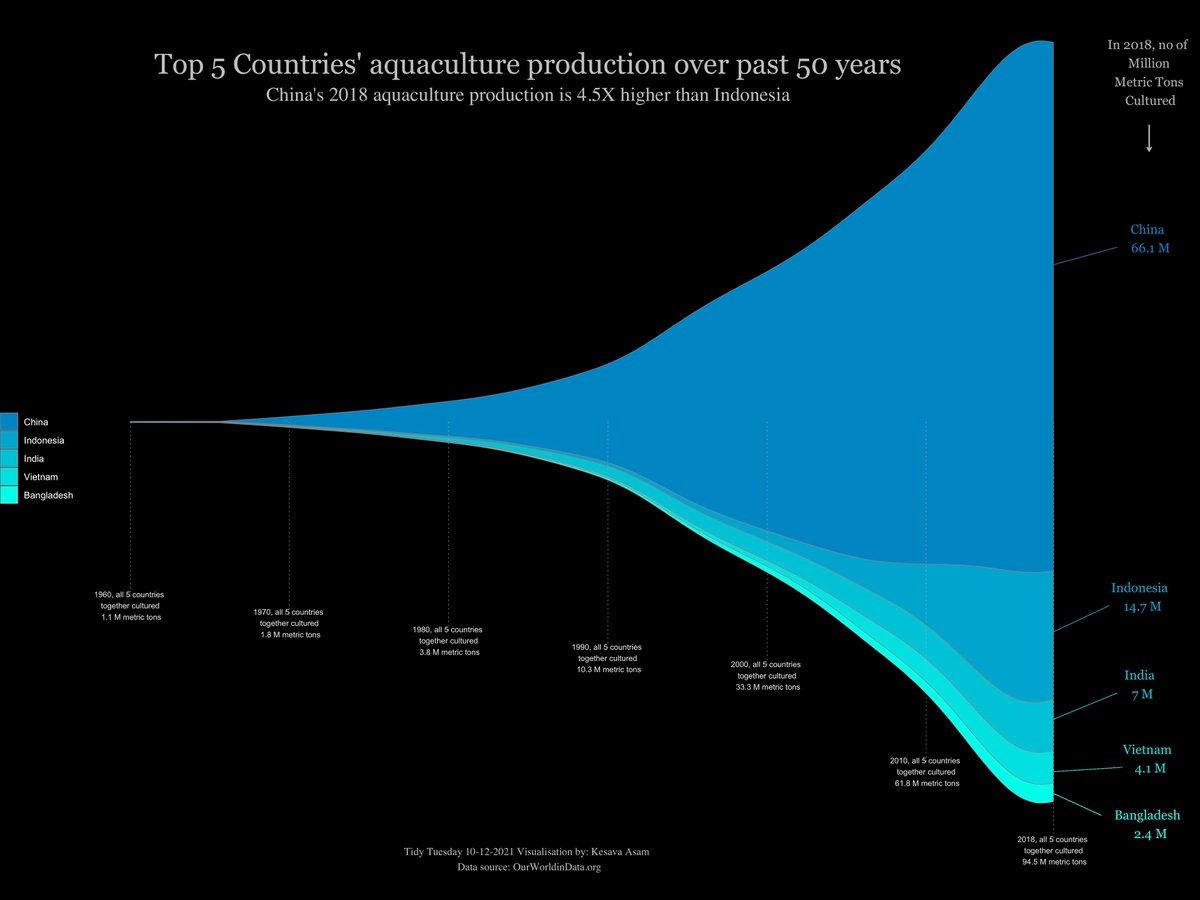 Top 5 Countries' aquaculture production over past 50 years
China's 2018 aquaculture production is 4.5X higher than Indonesia
In 2018, no of
Million
Metric Tons
Cultured
China
66.1 M
China
Indonesia
India
Vietnam
Bangladesh
1960, all 5 countries
together cultured
1.1 M metric tons
1970, all 5 countries
together cultured
1.8 M metric tons
1980, all 5 countries
together cultured
3.8 M metric tons
1990, all 5 countries
together cultured
10.3 M metric tons
2000, all 5 countries
together cultured
33.3 M metric tons
2010, all 5 countries
together cultured
61.8 M metric tons
2018, all 5 countries
together cultured
94.5 M metric tons
Indonesia
14.7 M
India
7 M
Vietnam
4.1 M
Bangladesh
2.4 M
Tidy Tuesday 10-12-2021 Visualisation by: Kesava Asam
Data source: OurWorldinData.org